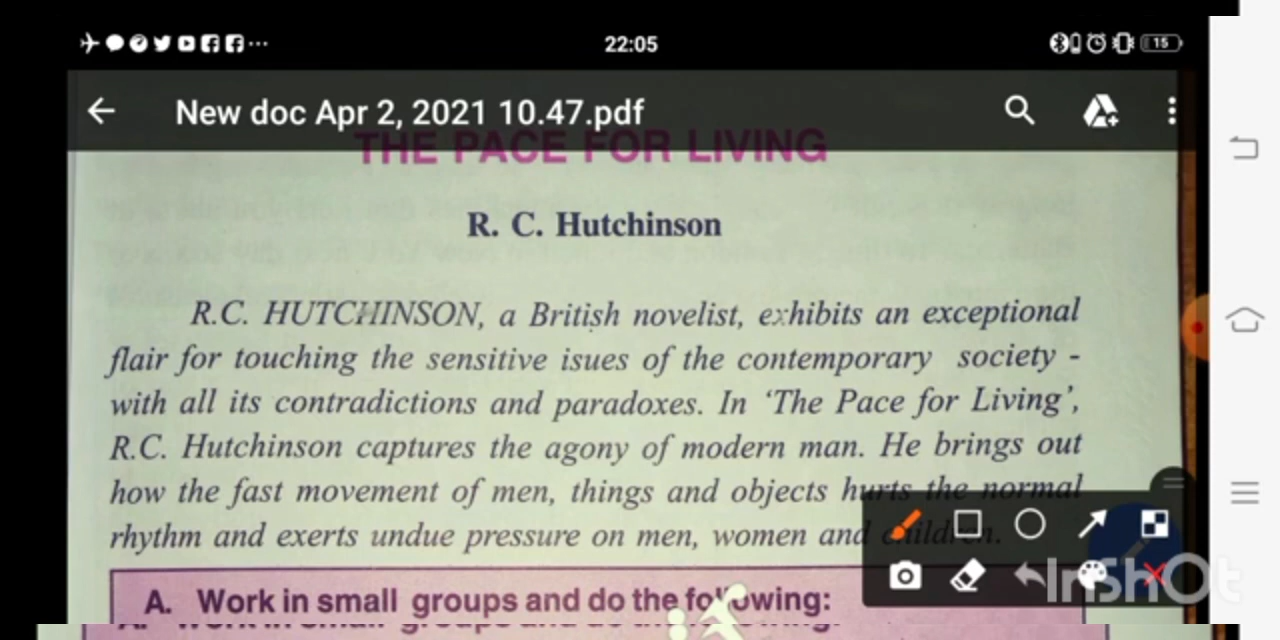 22:05
15
New doc Apr 2, 2021 10.47.pdf
THE PACE FOR LIVING
R. C. Hutchinson
R.C. HUTCHINSON, a British novelist, exhibits an exceptional
flair for touching the sensitive isues of the contemporary society -
with all its contradictions and paradoxes. In ‘The Pace for Living’,
R.C. Hutchinson captures the agony of modern man. He brings out
how the fast movement of men, things and objects hurts the normal
rhythm and exerts undue pressure on men, women and children.
InShOt
A. Work in small groups and do the following: